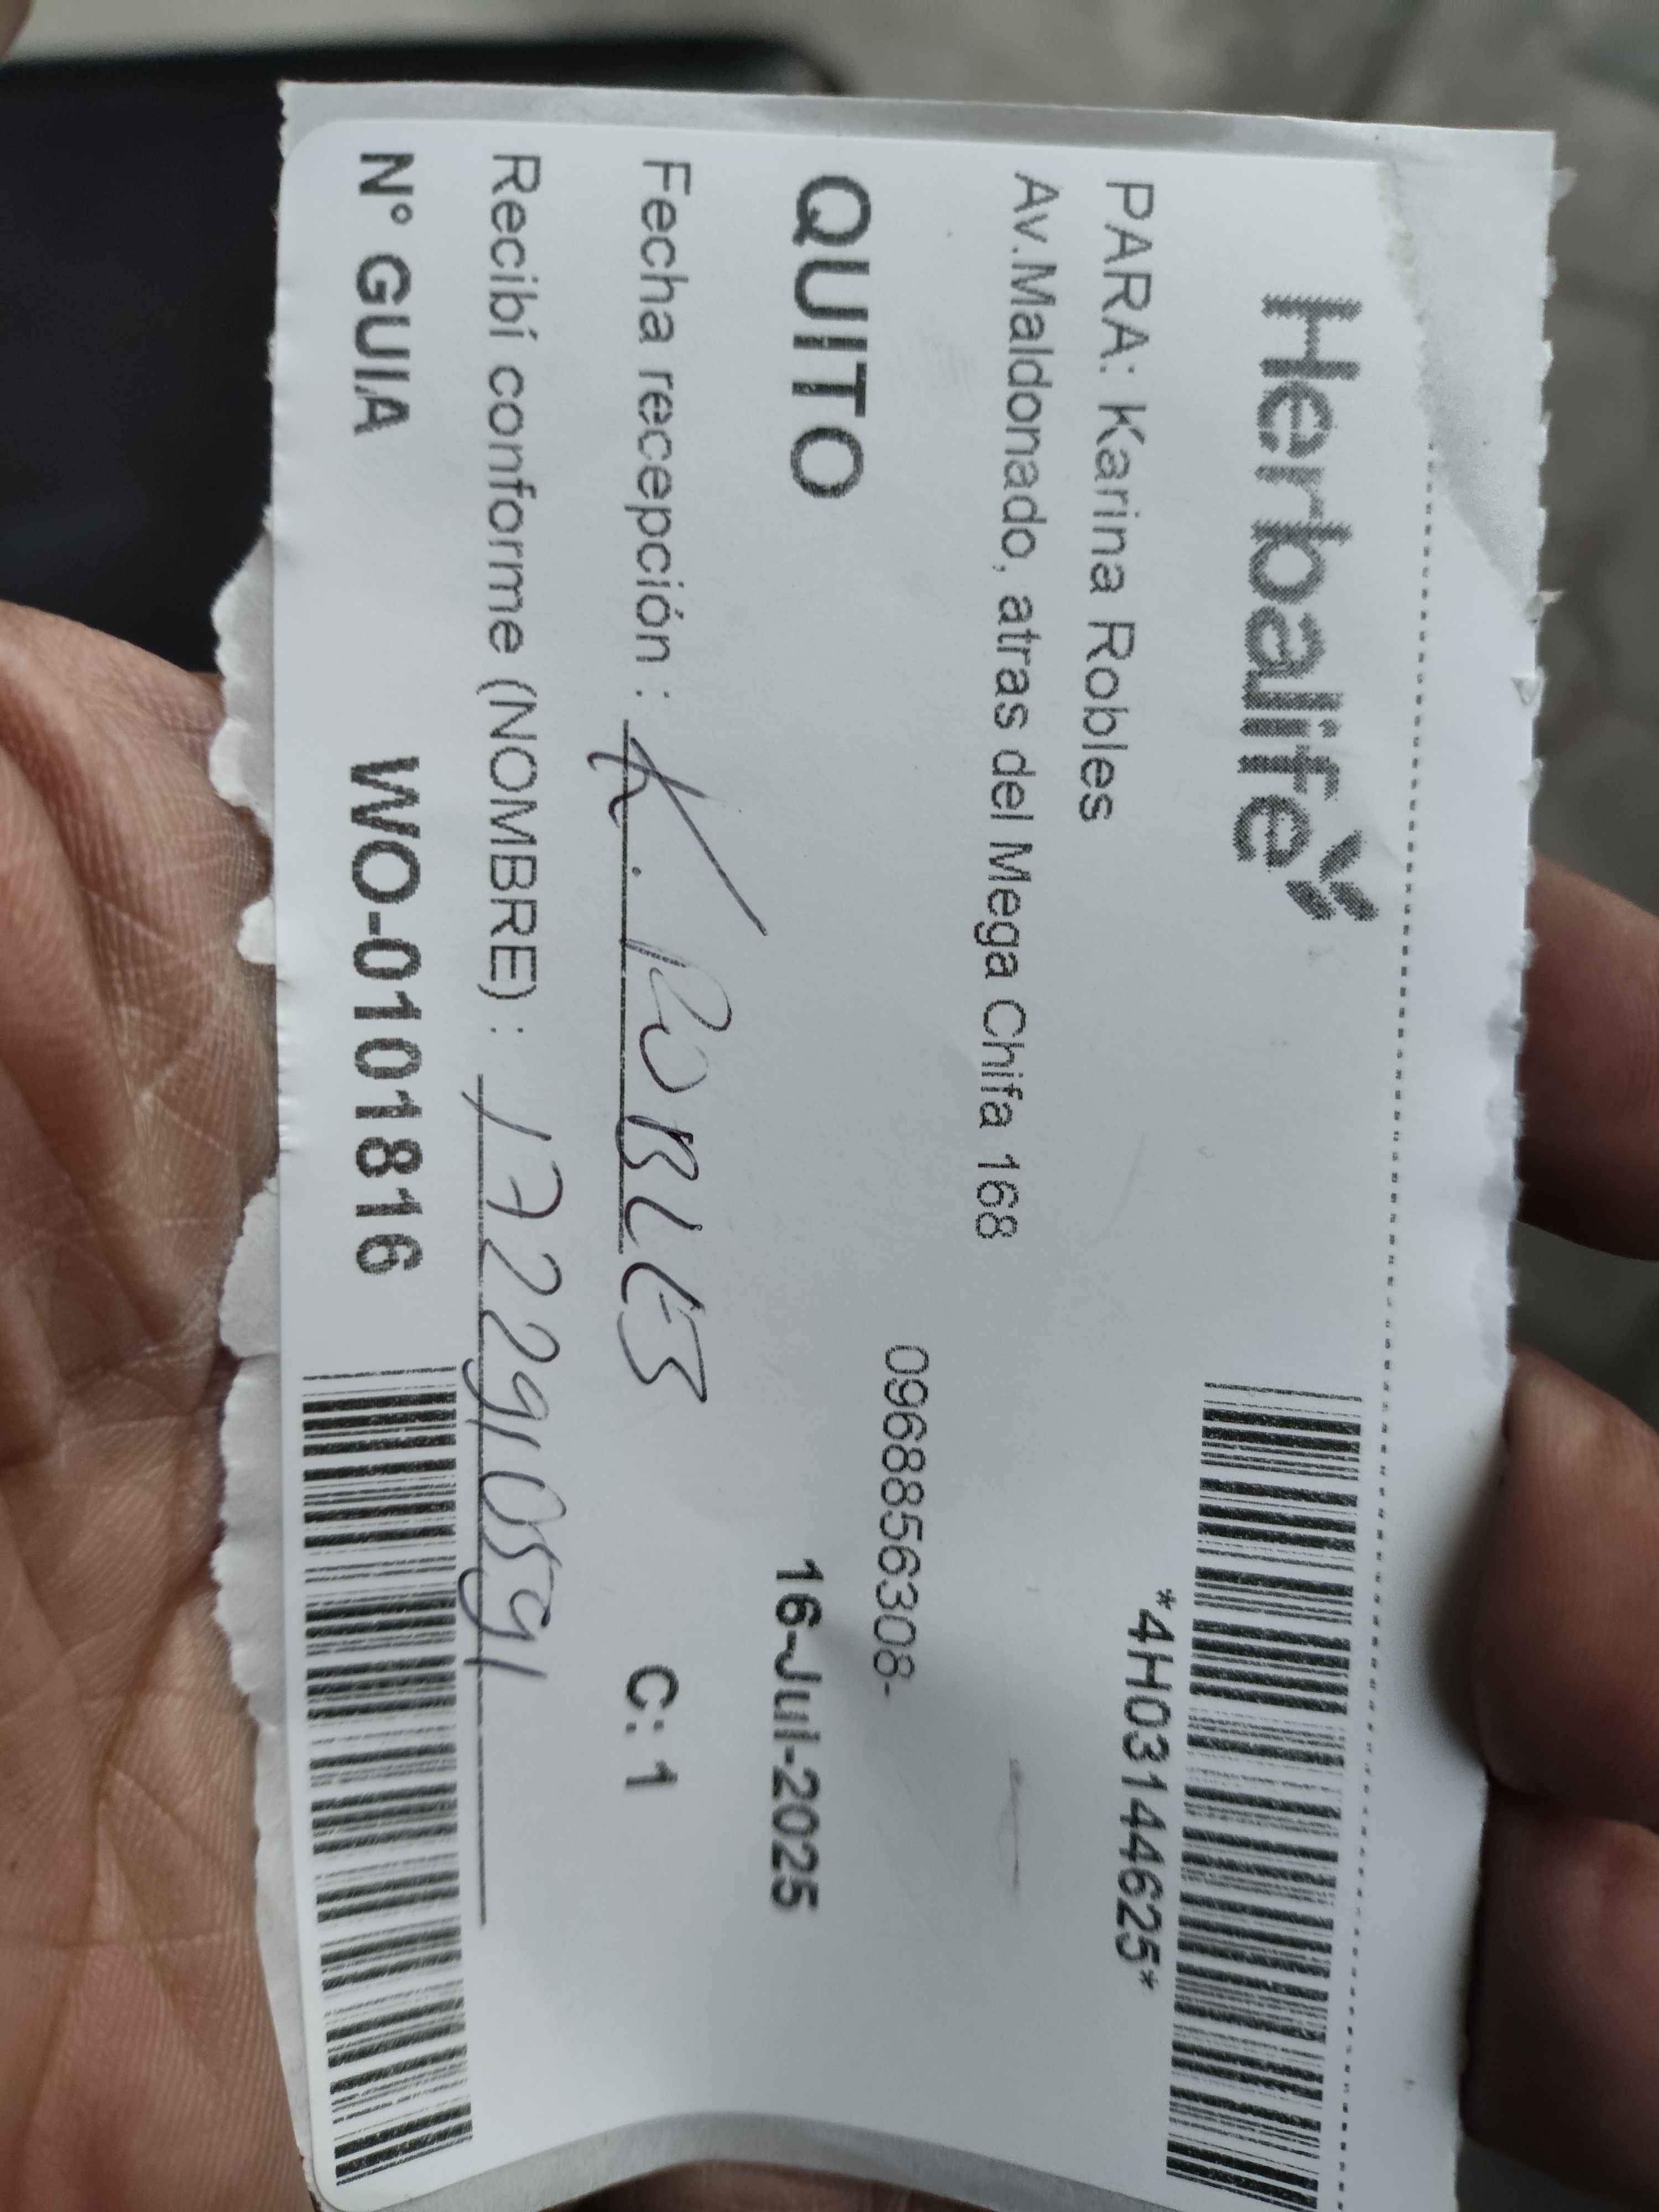 Herbalife
*4H03144625*
PARA: Karina Robles
Av.Maldonado, atras del Mega Chifa 168
0968856308-
QUITO
16-Jul-2025
Fecha recepción : K. ROBLES
C: 1
Recibí conforme (NOMBRE) : 1722910591
N° GUIA WO-0101816